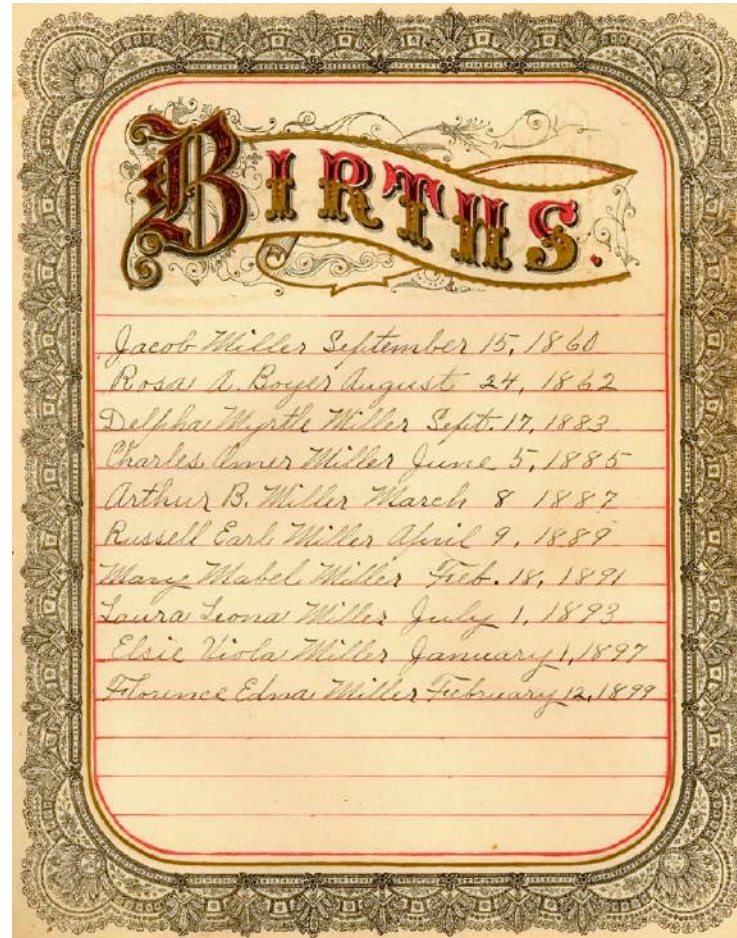 BIRTHS.
Jacob Miller September 15, 1860
Rosa A. Boyer August 24, 1862
Delpha Myrtle Miller Sept. 17, 1883
Charles Omer Miller June 5, 1885
Arthur B. Miller March 8 1887
Russell Earl Miller April 9, 1889
Mary Mabel Miller Feb. 18, 1891
Laura Leona Miller July 1, 1893
Elsie Viola Miller January 1, 1897
Florence Edna Miller February 12, 1899